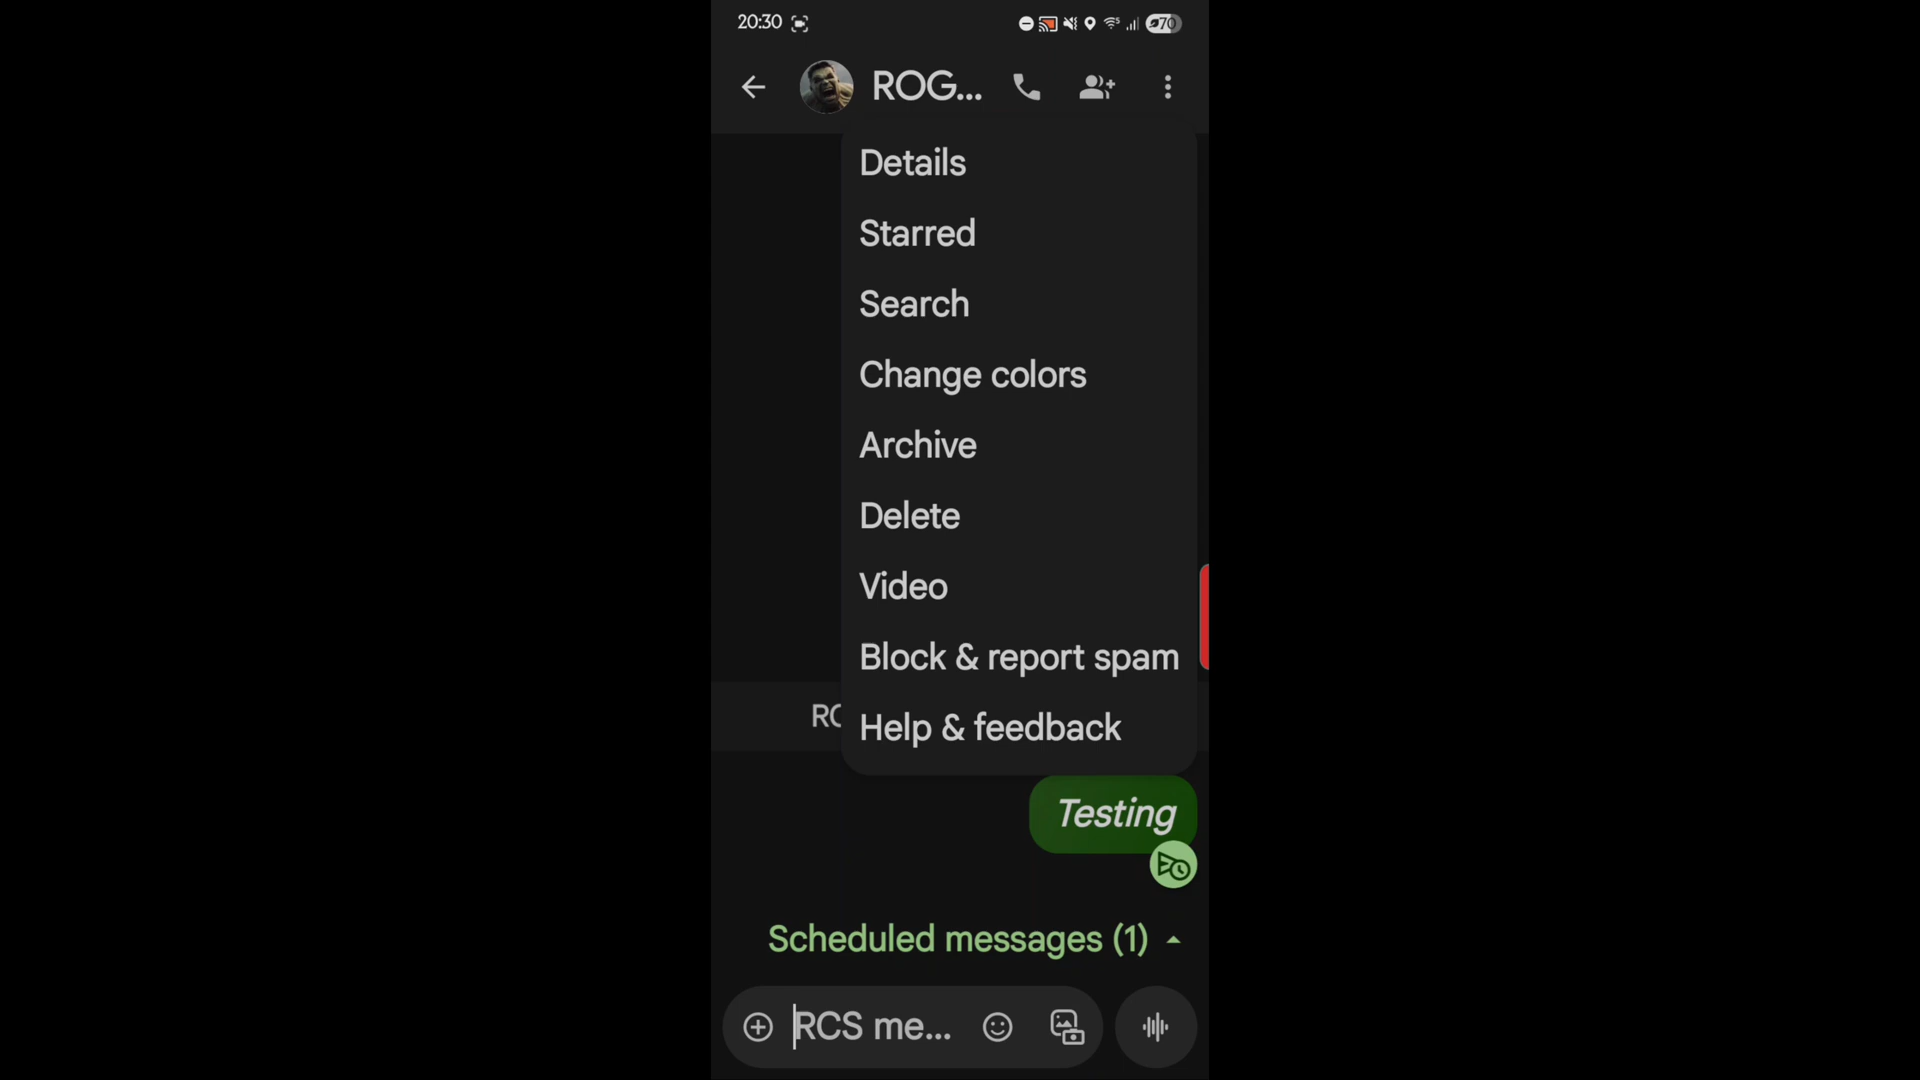 20:30
70
ROG...
Details
Starred
Search
Change colors
Archive
Delete
Video
Block & report spam
RC
Help & feedback
Testing
Scheduled messages (1)
RCS me...